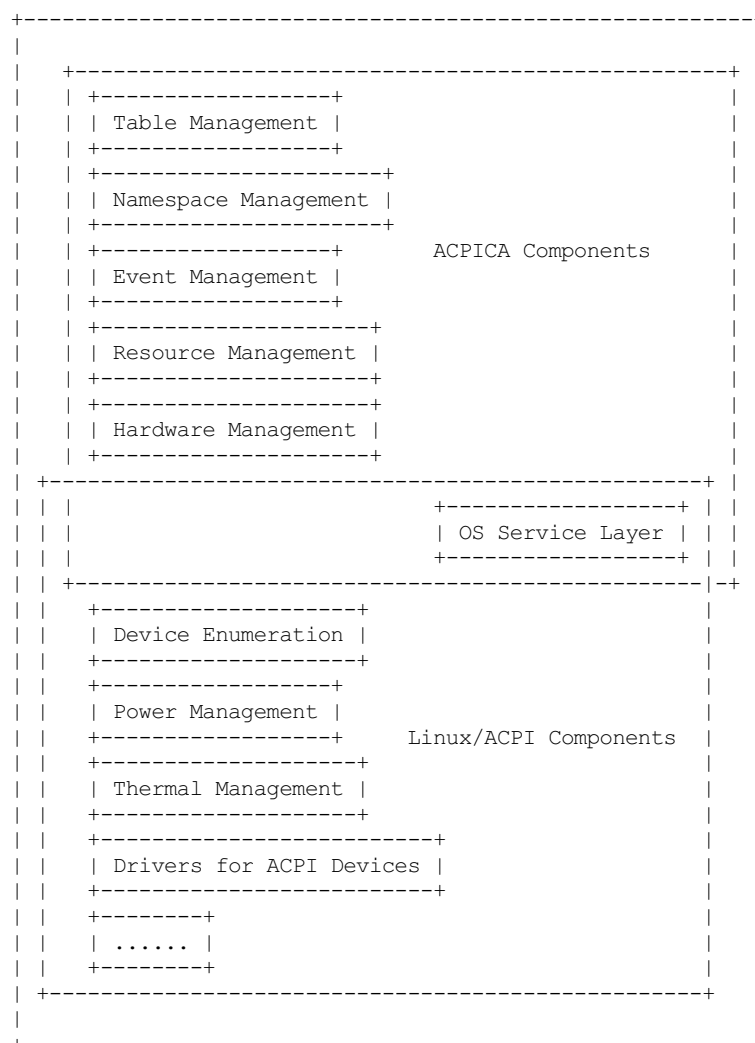 Table Management
Namespace Management
ACPICA Components
Event Management
Resource Management
Hardware Management
OS Service Layer
Device Enumeration
Power Management
Linux/ACPI Components
Thermal Management
Drivers for ACPI Devices
......